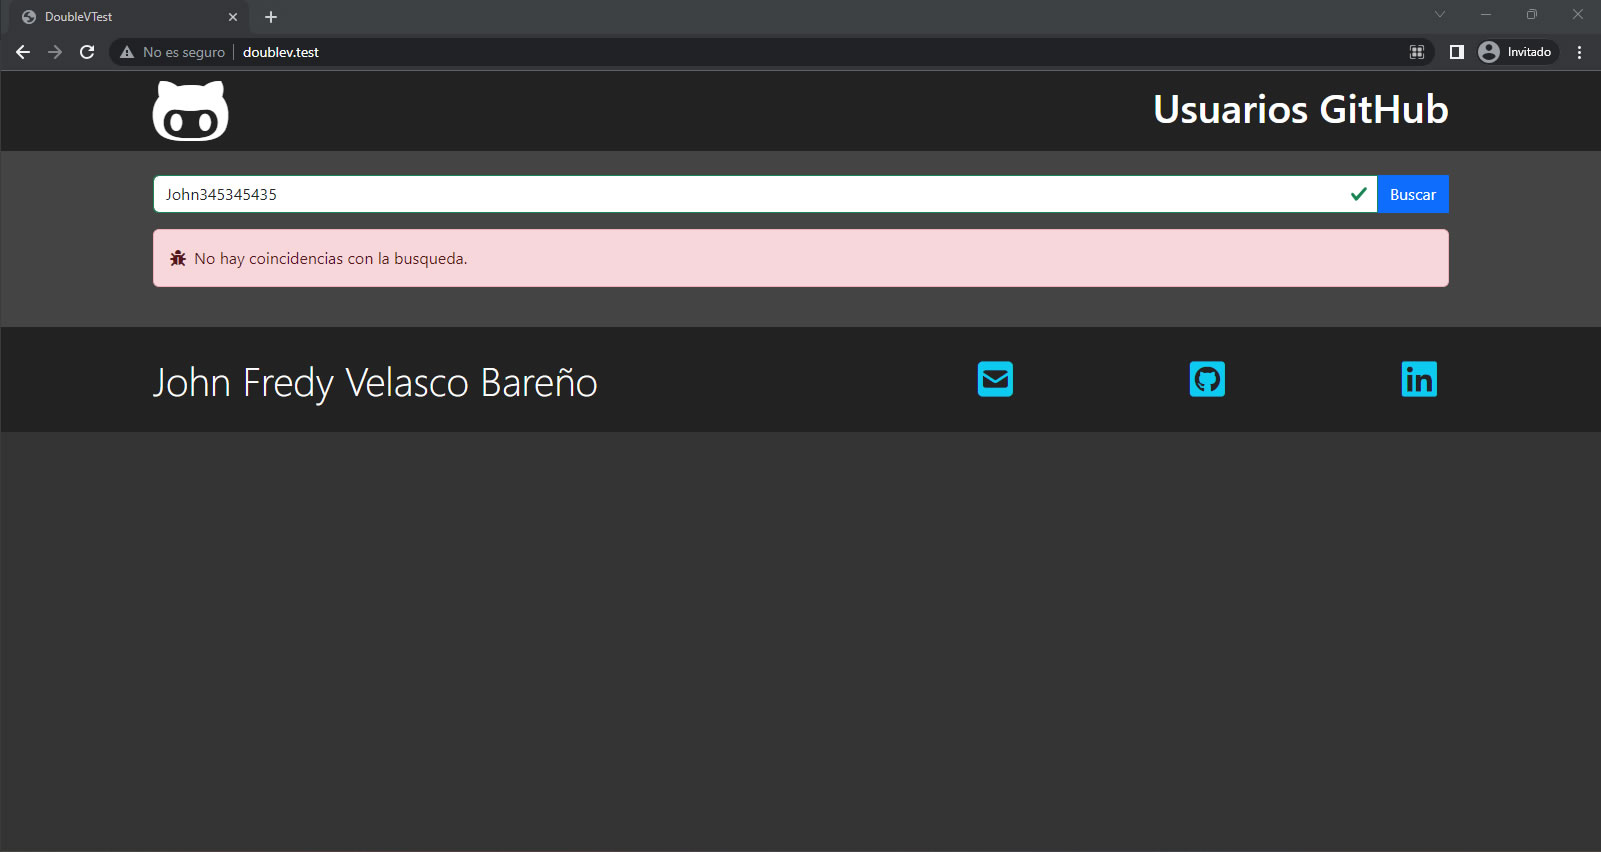 DoubleVTest
No es seguro doublev.test
Invitado
Usuarios GitHub
John345345435
Buscar
No hay coincidencias con la busqueda.
John Fredy Velasco Bareño
in